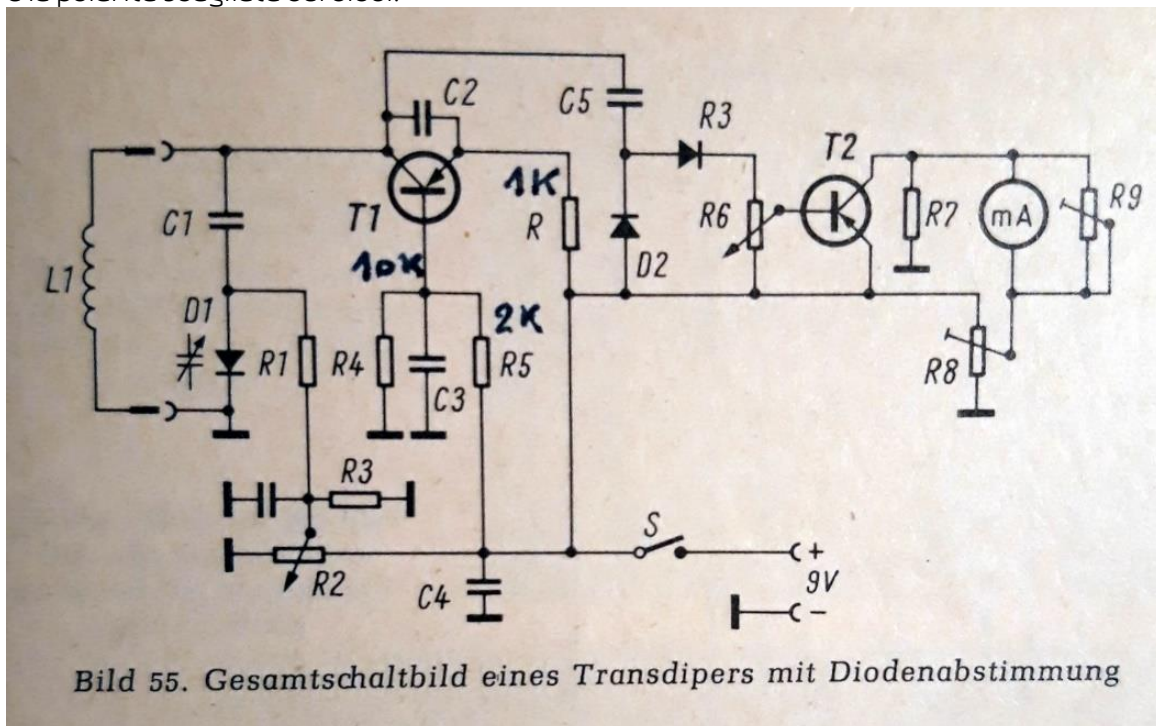 C2
C5
R3
T2
1K
R
R6
R7
mA
R9
C1
T1
10K
L1
D2
D1
2K
R1
R4
C3
R5
R8
R3
S
+
R2
C4
9V
−
Bild 55. Gesamtschaltbild eines Transdipers mit Diodenabstimmung